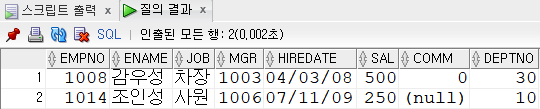 스크립트 출력 × 질의 결과 ×
SQL | 인출된 모든 행: 2(0,002초)
EMPNO ENAME JOB MGR HIREDATE SAL COMM DEPTNO
1 1008 감우성 차장 1003 04/03/08 500 0 30
2 1014 조인성 사원 1006 07/11/09 250 (null) 10